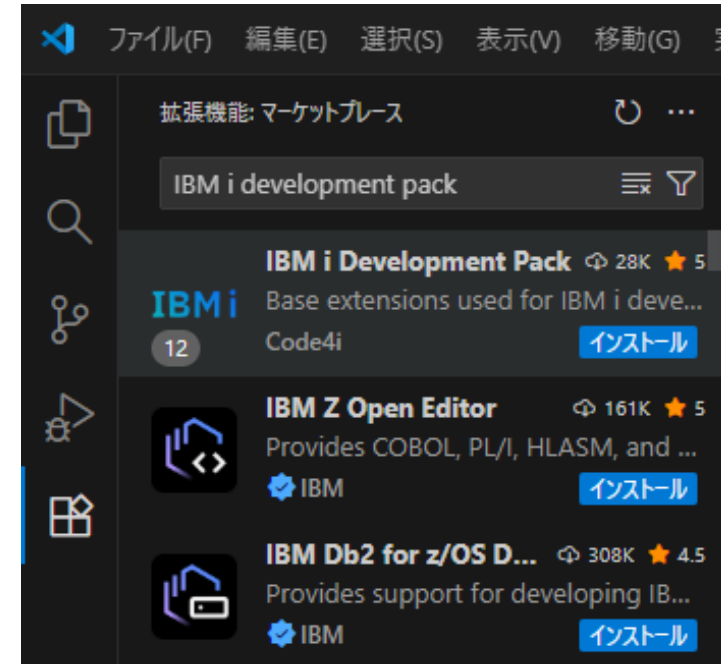 ファイル(F) 編集(E) 選択(S) 表示(V) 移動(G)
拡張機能: マーケットプレース
IBM i development pack
IBM i Development Pack 28K 5
IBM i
Base extensions used for IBM i deve...
12
Code4i インストール
IBM Z Open Editor 161K 5
Provides COBOL, PL/I, HLASM, and ...
IBM インストール
IBM Db2 for z/OS D... 308K 4.5
Provides support for developing IB...
IBM インストール